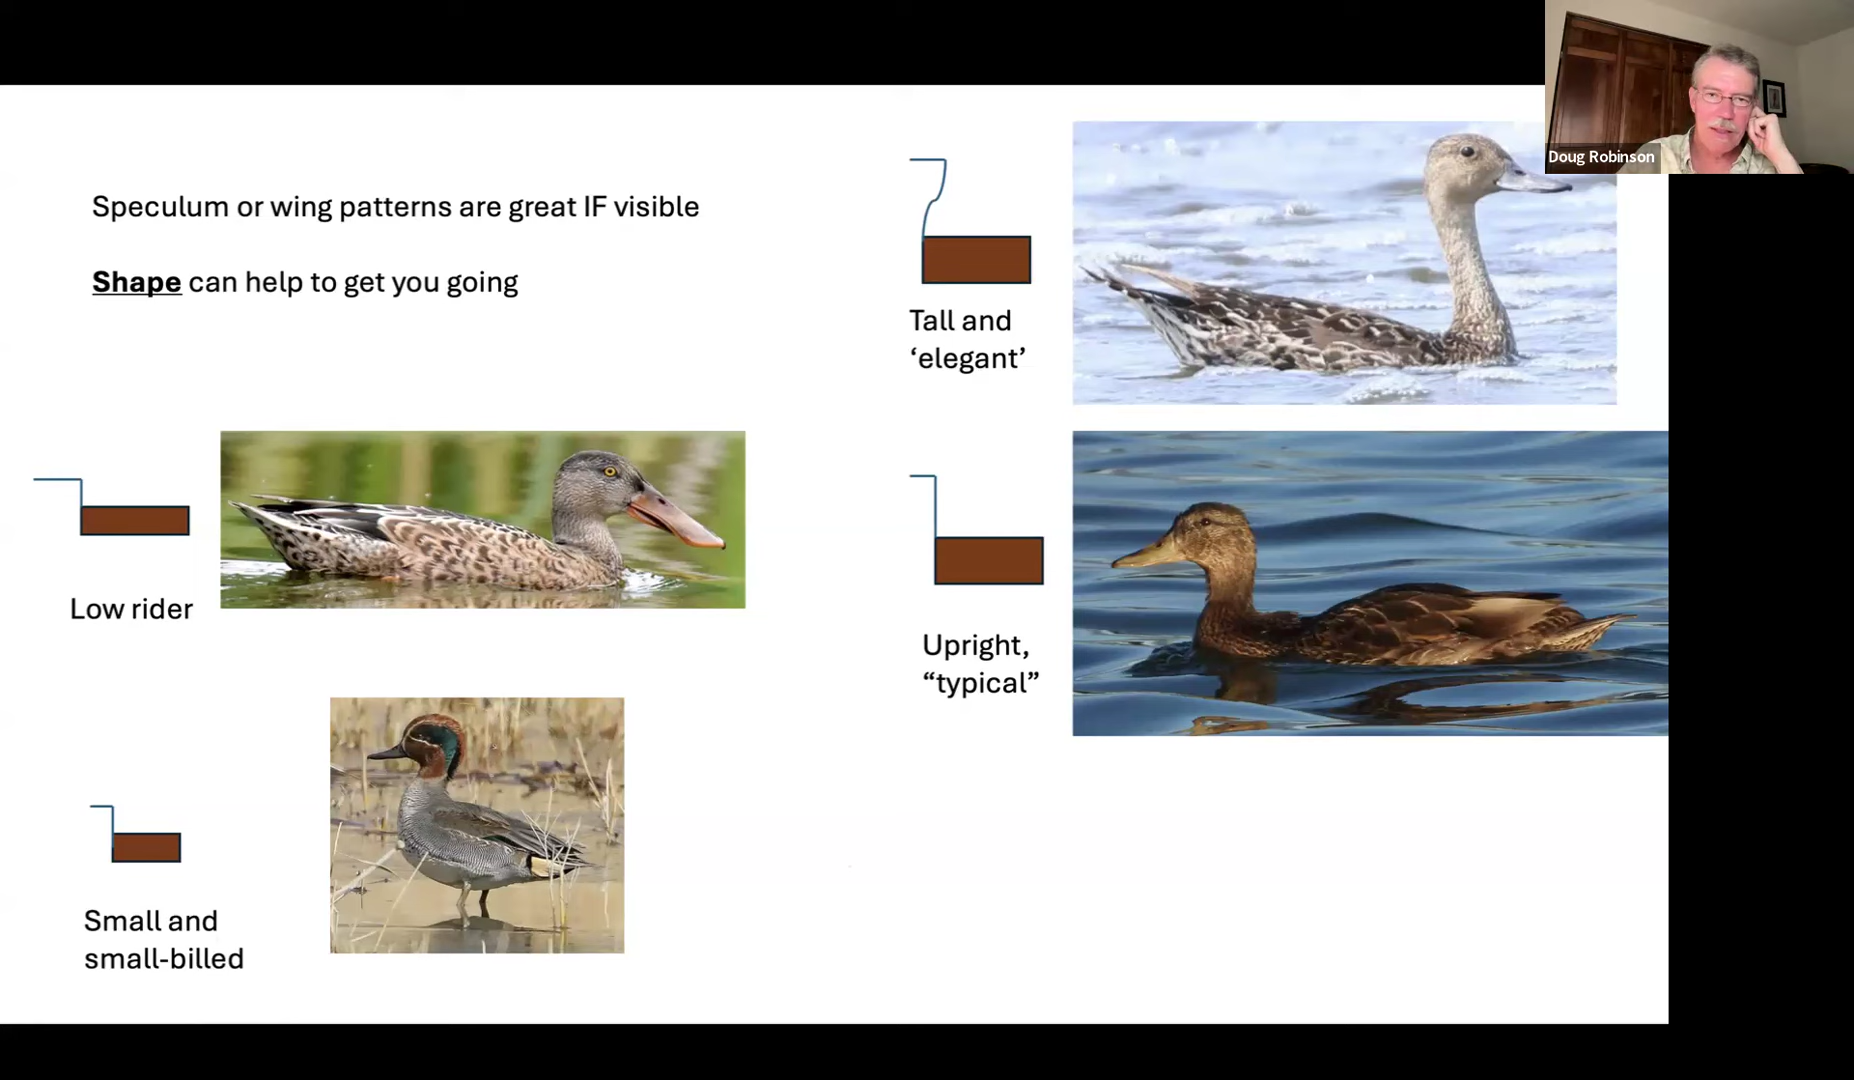 Doug Robinson
Speculum or wing patterns are great IF visible
Shape can help to get you going
Tall and
‘elegant’
Low rider
Upright,
“typical”
Small and
small-billed